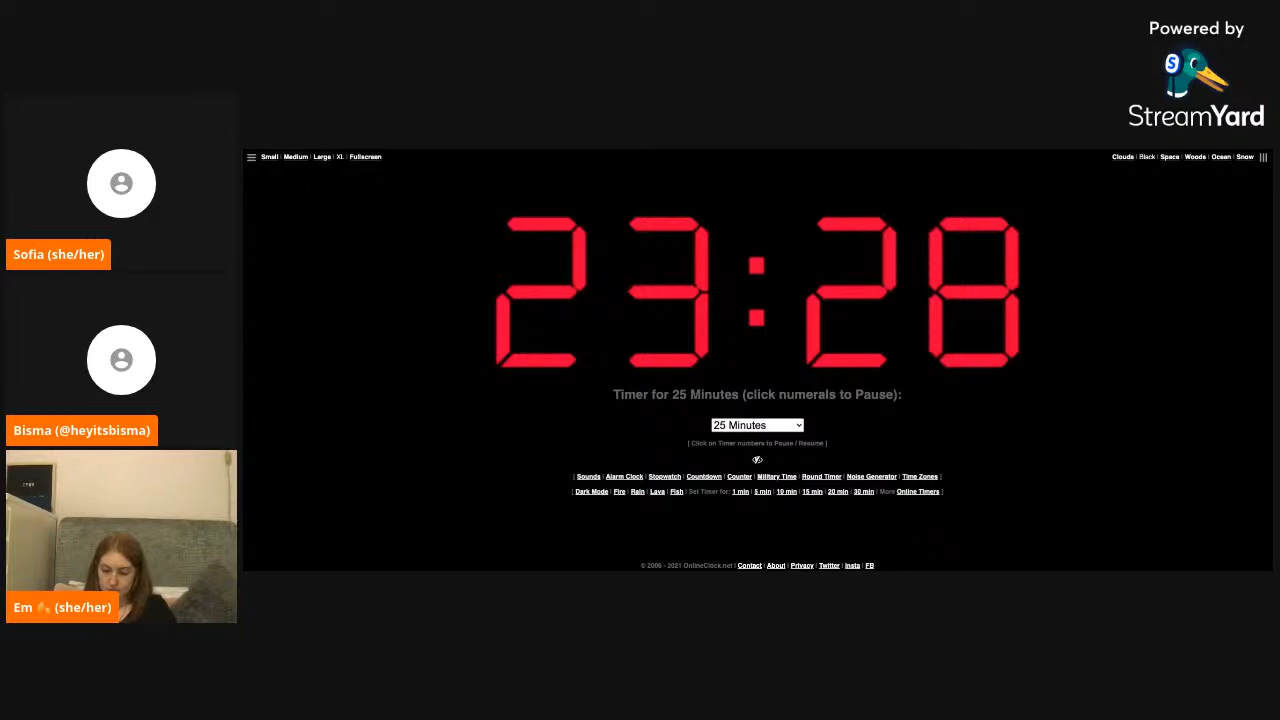 Powered by
StreamYard
Small | Medium | Large | XL | Fullscreen
Clouds | Black | Space | Woods | Ocean | Snow
23:28
Timer for 25 Minutes (click numerals to Pause):
25 Minutes
[ Click on Timer numbers to Pause / Resume ]
[ Sounds | Alarm Clock | Stopwatch | Countdown | Counter | Military Time | Round Timer | Noise Generator | Time Zones ]
[ Dark Mode | Fire | Rain | Lava | Fish | Set Timer for: 1 min | 5 min | 10 min | 15 min | 20 min | 30 min | More Online Timers ]
© 2006 - 2021 OnlineClock.net | Contact | About | Privacy | Twitter | Insta | FB
Sofia (she/her)
Bisma (@heyitsbisma)
Em 🍂 (she/her)